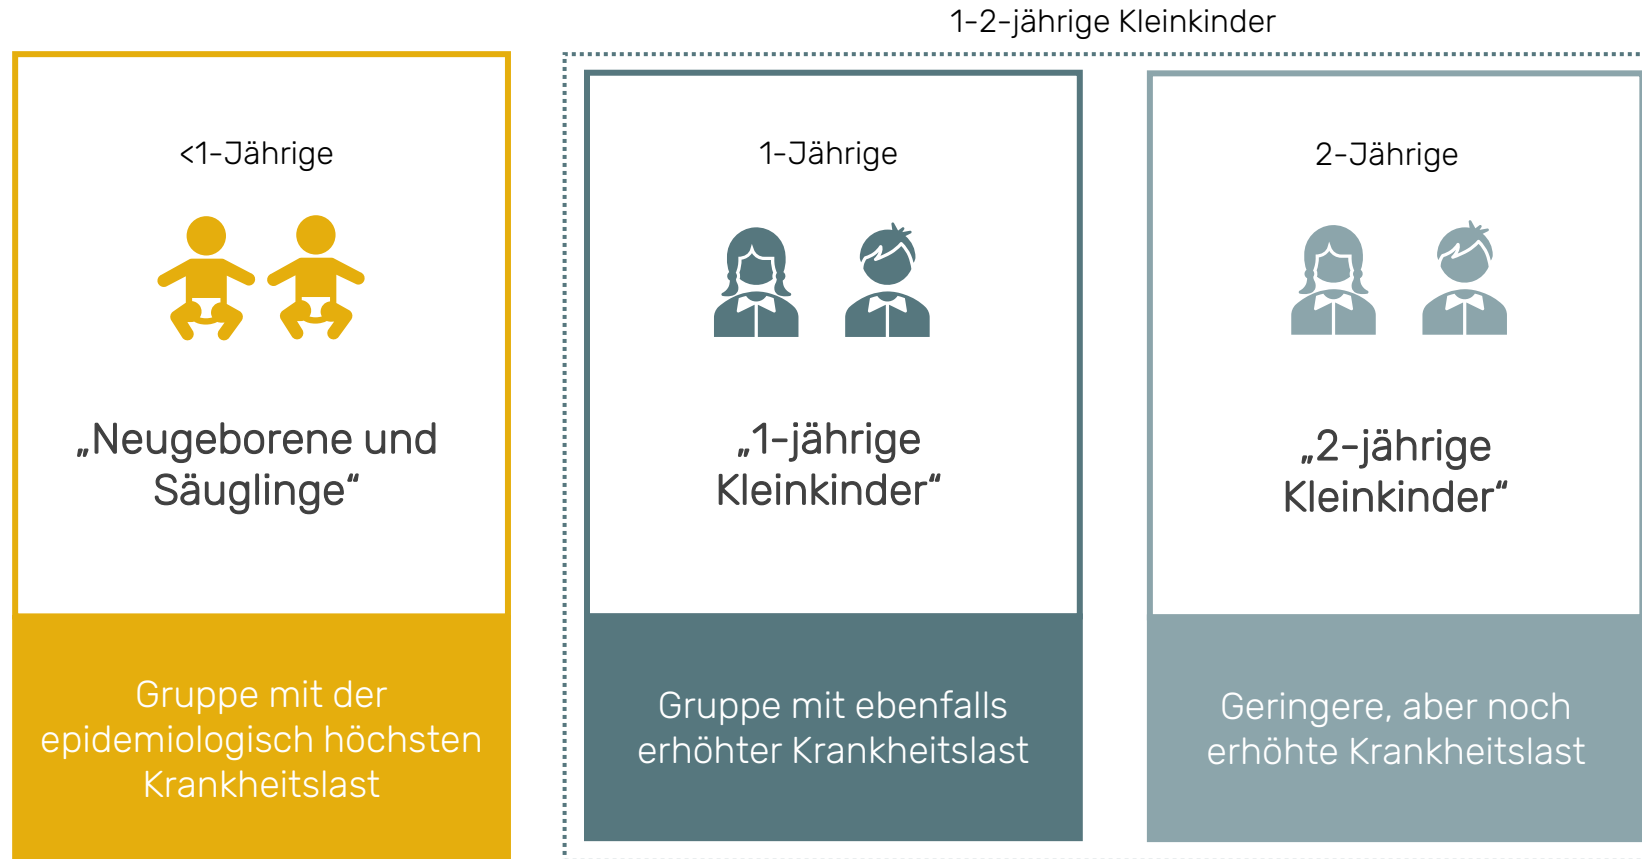 1-2-jährige Kleinkinder
<1-Jährige
„Neugeborene und
Säuglinge“
Gruppe mit der
epidemiologisch höchsten
Krankheitslast
1-Jährige
„1-jährige
Kleinkinder“
Gruppe mit ebenfalls
erhöhter Krankheitslast
2-Jährige
„2-jährige
Kleinkinder“
Geringere, aber noch
erhöhte Krankheitslast